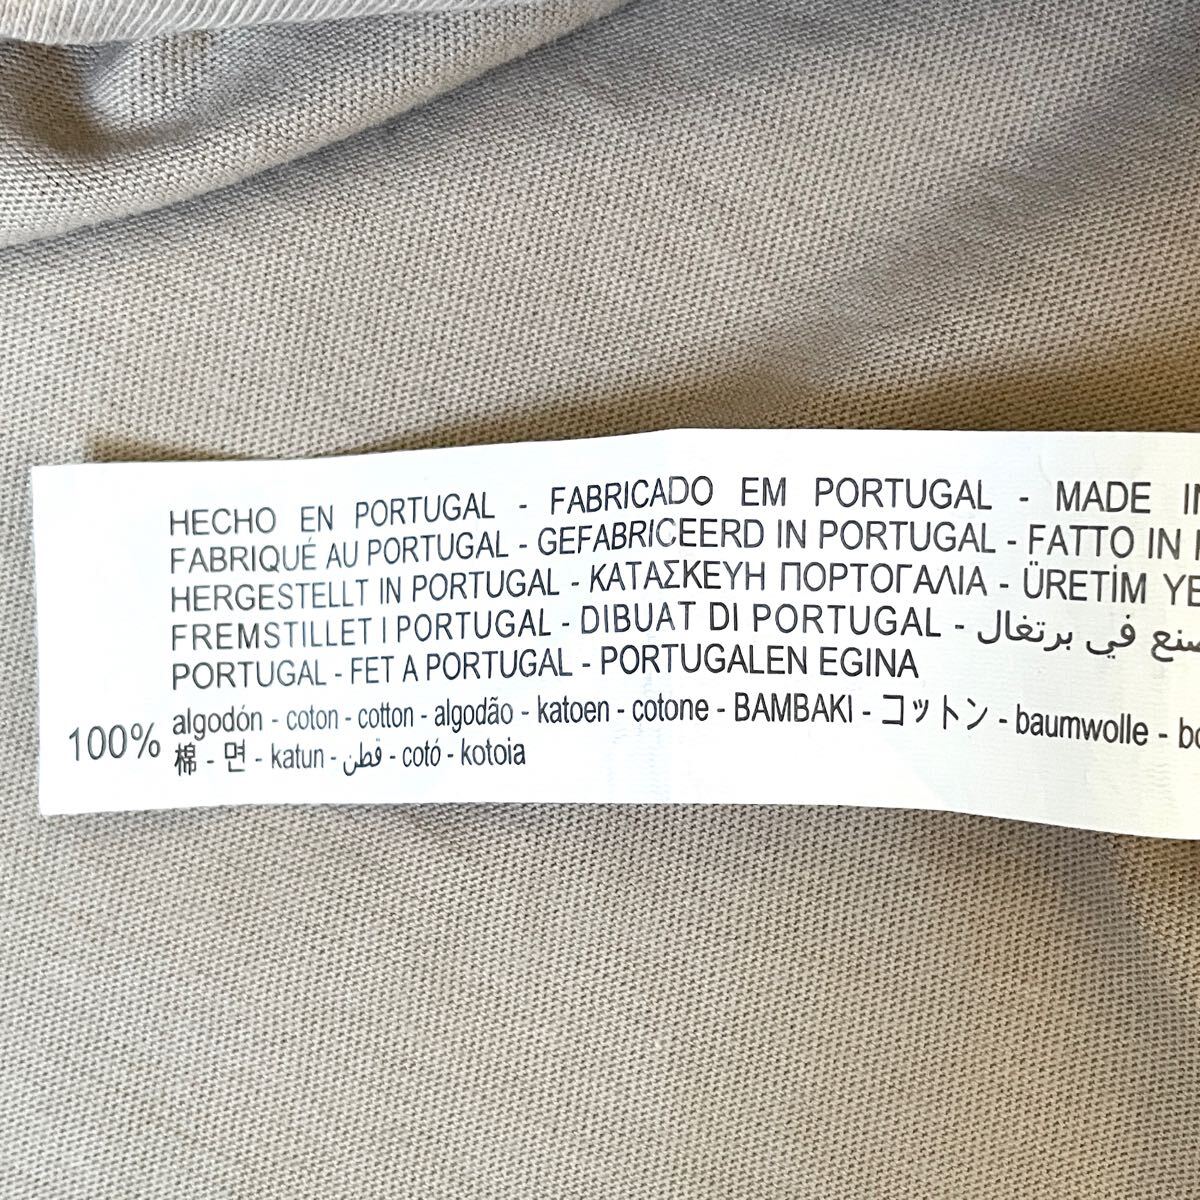 HECHO EN PORTUGAL - FABRICADO EM PORTUGAL - MADE
FABRIQUÉ AU PORTUGAL - GEFABRICEERD IN PORTUGAL - FATTO IN
HERGESTELLT IN PORTUGAL - ΚΑΤΑΣΚΕΥΗ ΠΟΡΤΟΓΑΛΙΑ - ÜRETİM
FREMSTILLET I PORTUGAL - DIBUAT DI PORTUGAL - صنع في برتغال
PORTUGAL - FET A PORTUGAL - PORTUGALEN EGINA
100% algodón - coton - cotton - algodão - katoen - cotone - BAMBAKI - コットン - baumwolle -
棉 - 면 - katun - قطن - cotó - kotoia